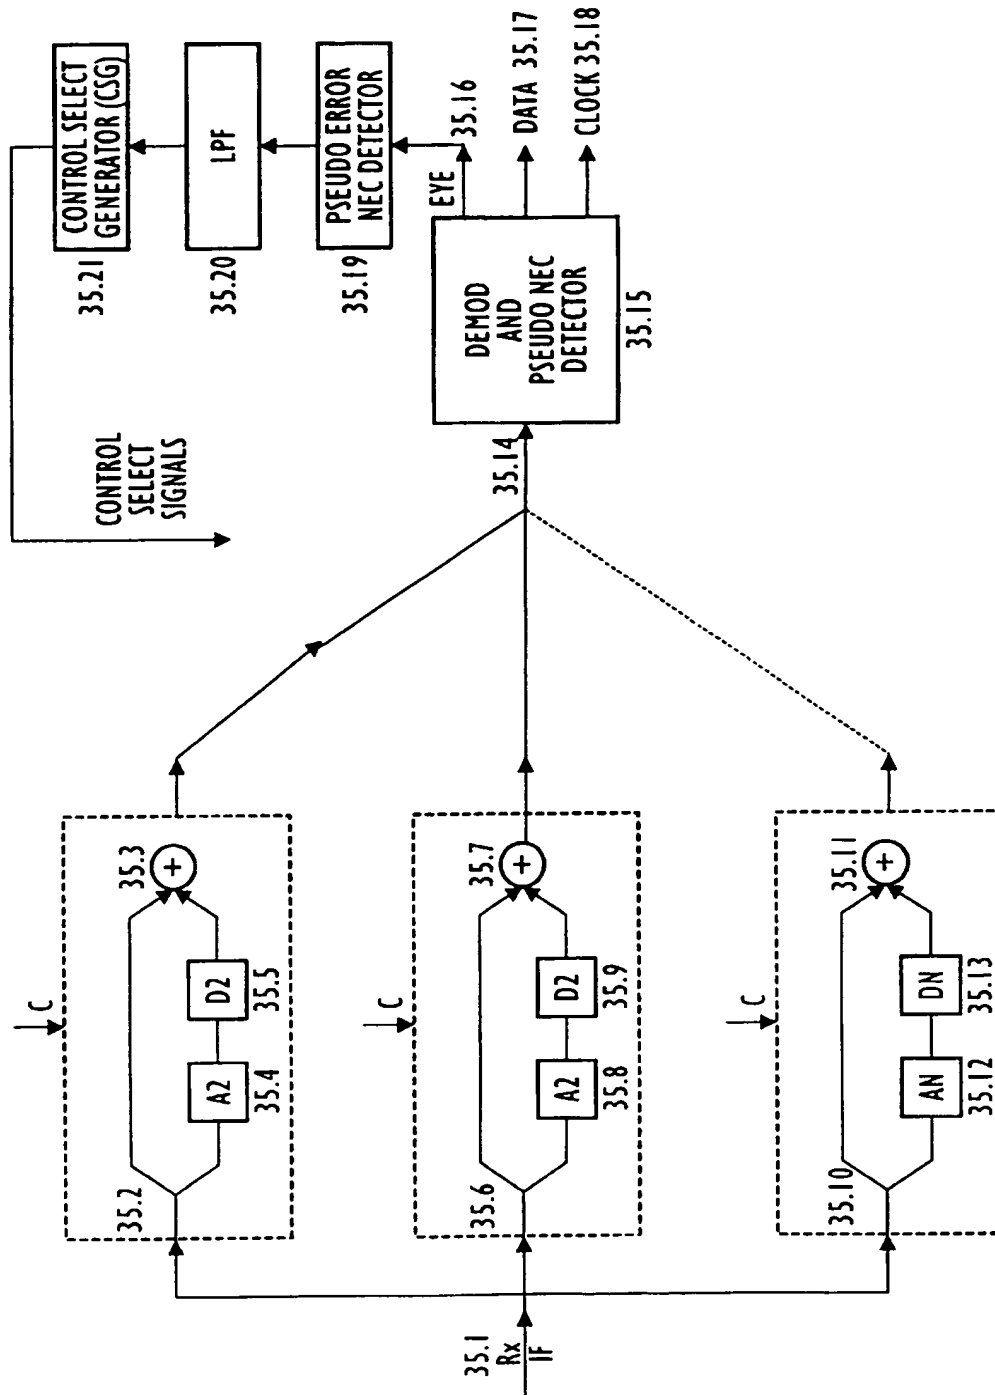 35.1
Rx
IF
35.2
35.3
A2
35.4
D2
35.5
C
35.6
35.7
A2
35.8
D2
35.9
C
35.10
35.11
AN
35.12
DN
35.13
C
35.14
DEMOD
AND
PSEUDO NEC
DETECTOR
35.15
EYE
35.16
DATA 35.17
CLOCK 35.18
PSEUDO ERROR
NEC DETECTOR
35.19
LPF
35.20
CONTROL SELECT
GENERATOR (CSG)
35.21
CONTROL
SELECT
SIGNALS